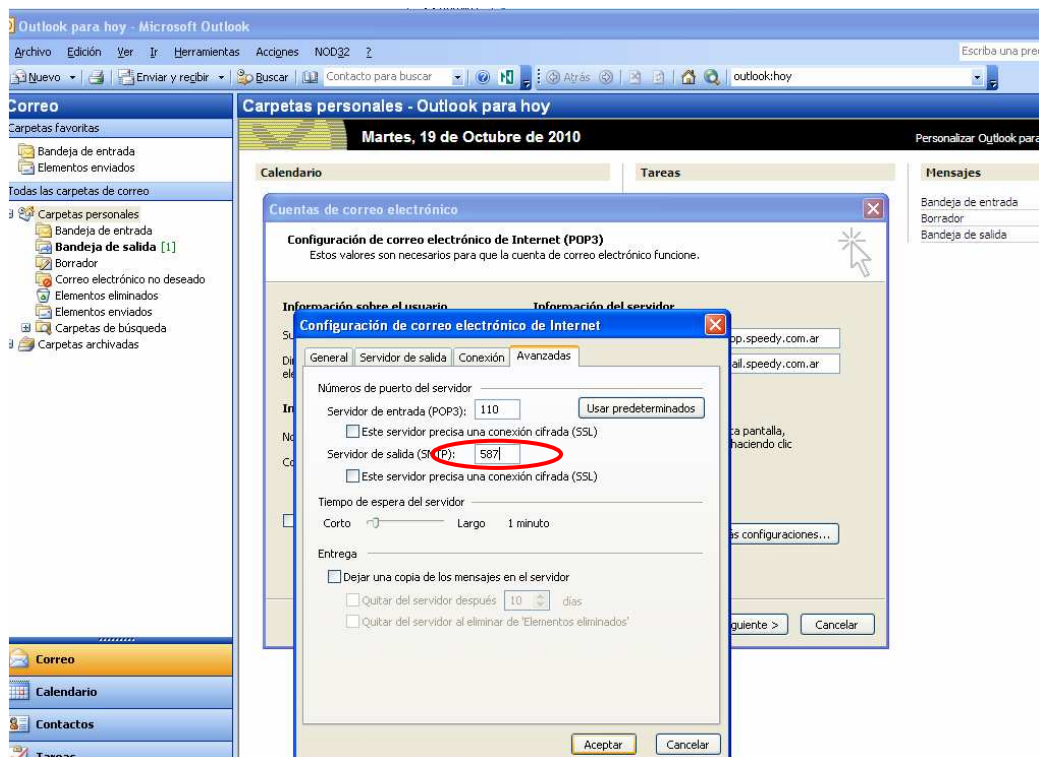 Outlook para hoy - Microsoft Outlook
Archivo Edición Ver Ir Herramientas Acciones NOD32 ?
Escriba una
Nuevo Enviar y recibir Buscar Contacto para buscar Atrás outlook:hoy
Correo
Carpetas personales - Outlook para hoy
Carpetas favoritas
Martes, 19 de Octubre de 2010
Personalizar Outlook para
Bandeja de entrada
Elementos enviados
Calendario
Tareas
Mensajes
Todas las carpetas de correo
Bandeja de entrada
Borrador
Bandeja de salida
Carpetas personales
Bandeja de entrada
Bandeja de salida [1]
Borrador
Correo electrónico no deseado
Elementos eliminados
Elementos enviados
Carpetas de búsqueda
Carpetas archivadas
Cuentas de correo electrónico
Configuración de correo electrónico de Internet (POP3)
Estos valores son necesarios para que la cuenta de correo electrónico funcione.
Información sobre el usuario
Información del servidor
op.speedy.com.ar
ail.speedy.com.ar
ta pantalla,
haciendo clic
ás configuraciones...
guiente >
Cancelar
Configuración de correo electrónico de Internet
General Servidor de salida Conexión Avanzadas
Números de puerto del servidor
Servidor de entrada (POP3): 110 Usar predeterminados
Este servidor precisa una conexión cifrada (SSL)
Servidor de salida (SMTP): 587
Este servidor precisa una conexión cifrada (SSL)
Tiempo de espera del servidor
Corto Largo 1 minuto
Entrega
Dejar una copia de los mensajes en el servidor
Quitar del servidor después 10 días
Quitar del servidor al eliminar de 'Elementos eliminados'
Aceptar Cancelar
Correo
Calendario
Contactos
Tareas